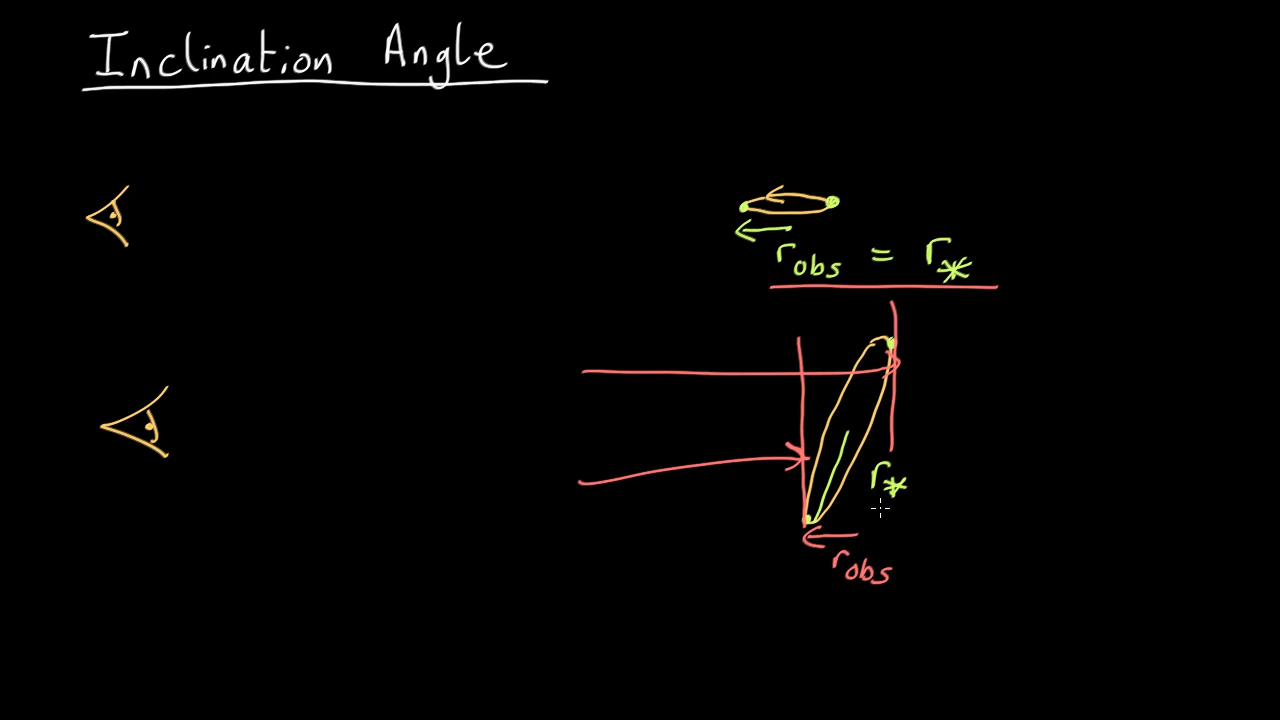 Inclination Angle
r_obs = r_*
r_*
r_obs